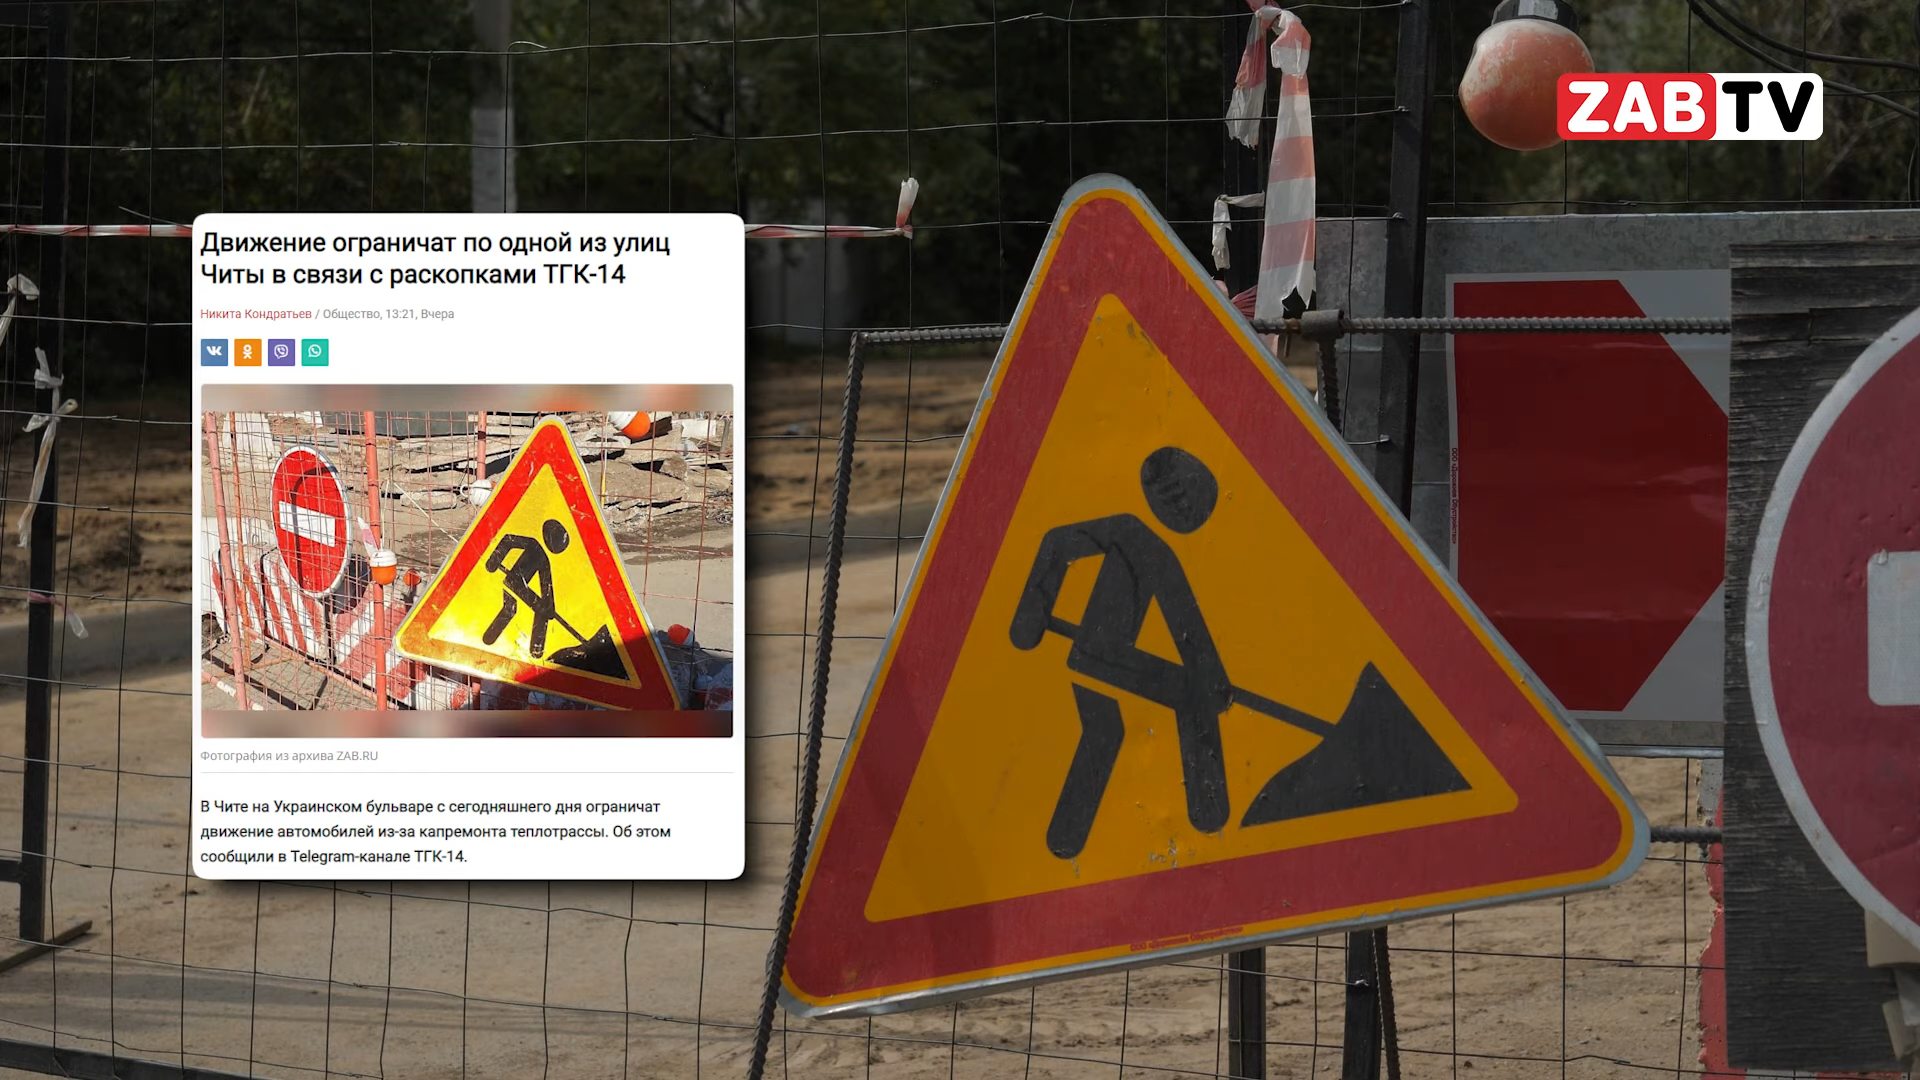 ZABTV
Движение ограничат по одной из улиц
Читы в связи с раскопками ТГК-14
Никита Кондратьев / Общество, 13:21, Вчера
Фотография из архива ZAB.RU
В Чите на Украинском бульваре с сегодняшнего дня ограничат
движение автомобилей из-за капремонта теплотрассы. Об этом
сообщили в Telegram-канале ТГК-14.